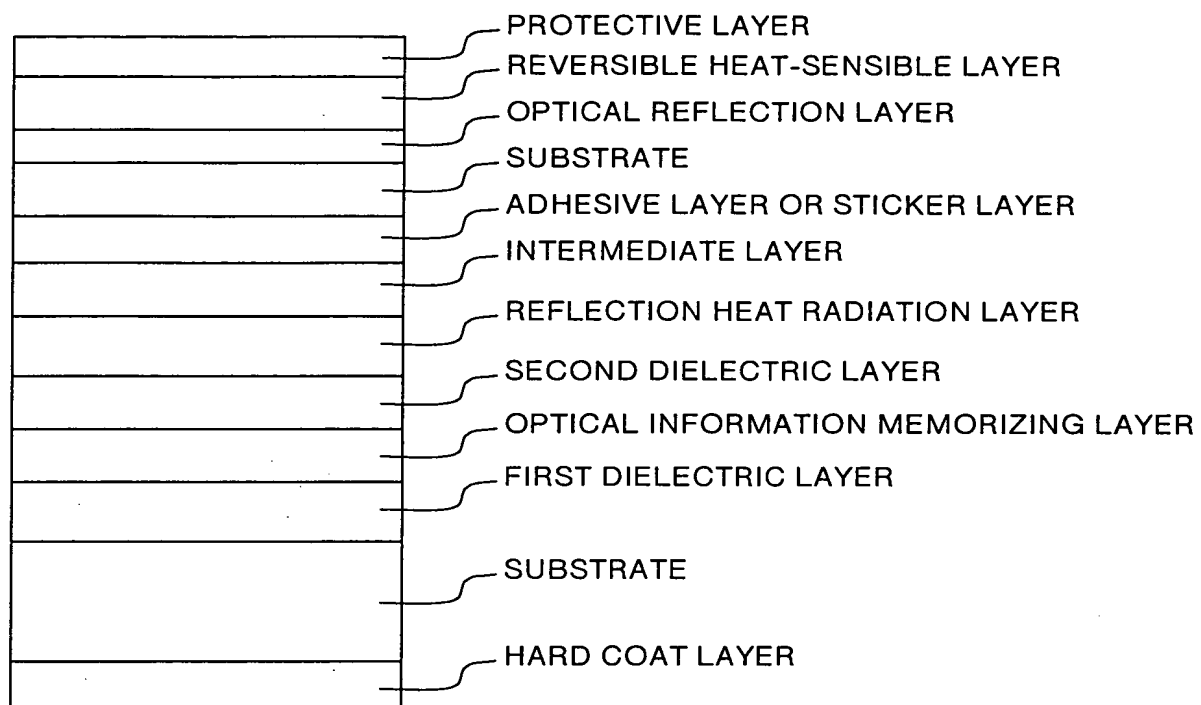 PROTECTIVE LAYER
REVERSIBLE HEAT-SENSIBLE LAYER
OPTICAL REFLECTION LAYER
SUBSTRATE
ADHESIVE LAYER OR STICKER LAYER
INTERMEDIATE LAYER
REFLECTION HEAT RADIATION LAYER
SECOND DIELECTRIC LAYER
OPTICAL INFORMATION MEMORIZING LAYER
FIRST DIELECTRIC LAYER
SUBSTRATE
HARD COAT LAYER